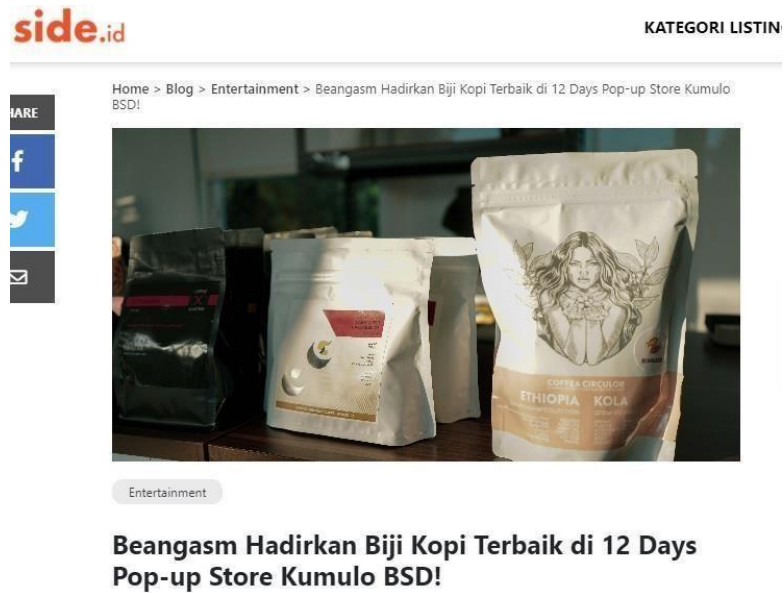 side.id
KATEGORI LISTIN
HARE
Home > Blog > Entertainment > Beangasm Hadirkan Biji Kopi Terbaik di 12 Days Pop-up Store Kumulo
BSD!
COFFEA CIRCULOR
ETHIOPIA KOLA
Entertainment
Beangasm Hadirkan Biji Kopi Terbaik di 12 Days
Pop-up Store Kumulo BSD!